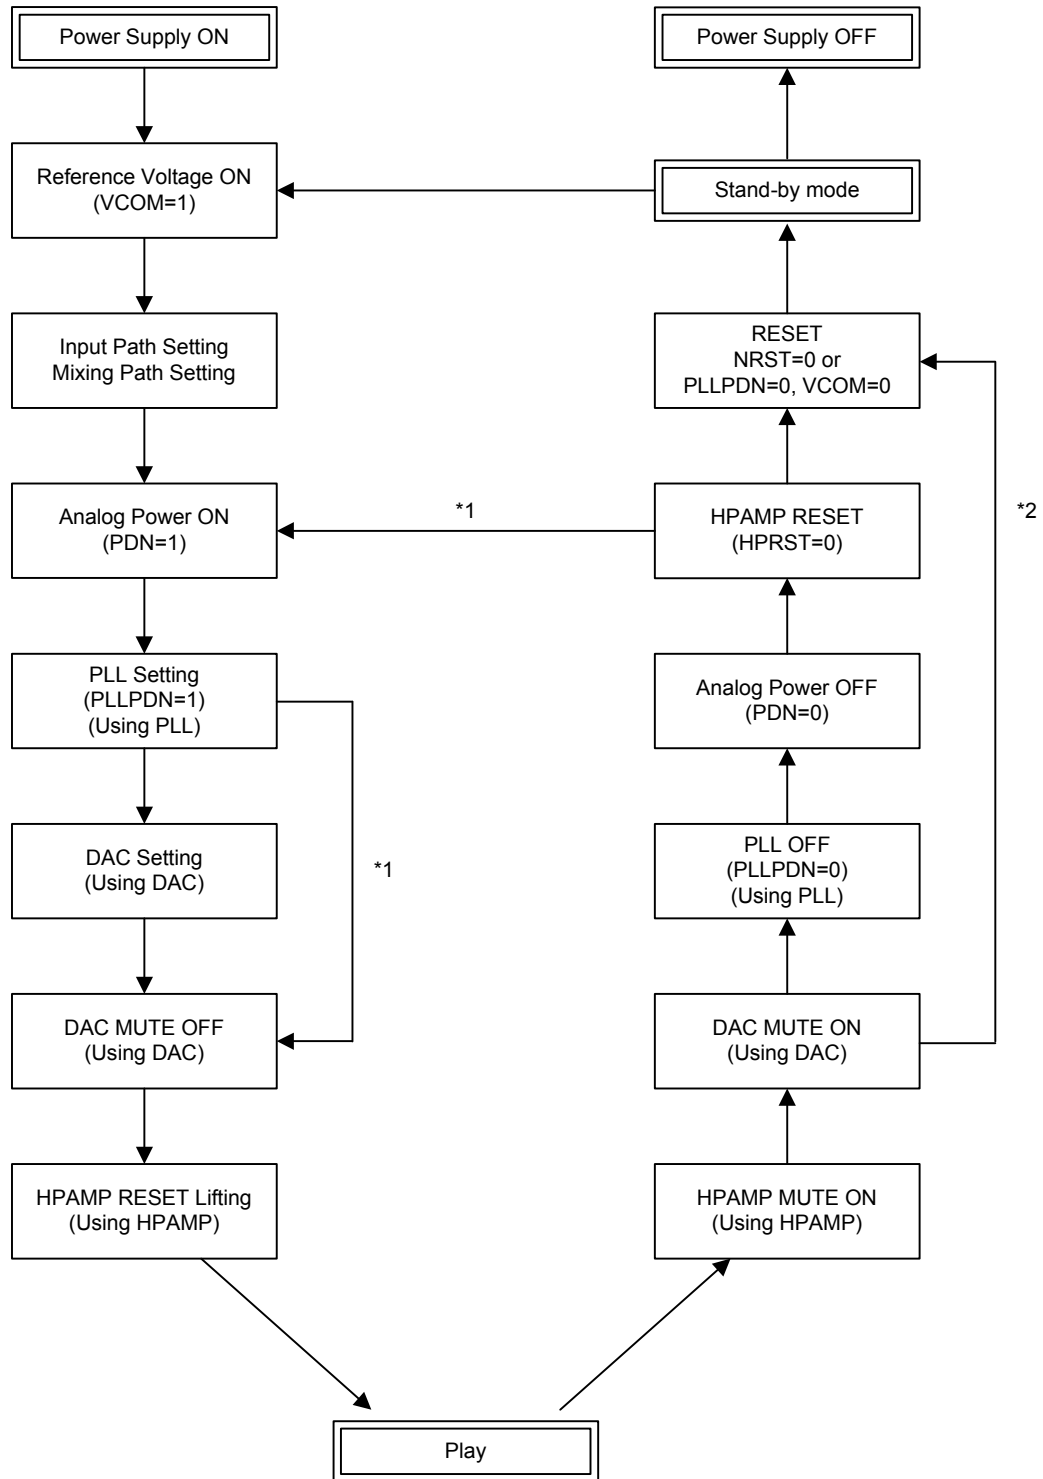 Power Supply ON
Reference Voltage ON
(VCOM=1)
Input Path Setting
Mixing Path Setting
Analog Power ON
(PDN=1)
PLL Setting
(PLLPDN=1)
(Using PLL)
*1
DAC Setting
(Using DAC)
DAC MUTE OFF
(Using DAC)
HPAMP RESET Lifting
(Using HPAMP)
Play
HPAMP MUTE ON
(Using HPAMP)
DAC MUTE ON
(Using DAC)
*2
PLL OFF
(PLLPDN=0)
(Using PLL)
Analog Power OFF
(PDN=0)
HPAMP RESET
(HPRST=0)
*1
RESET
NRST=0 or
PLLPDN=0, VCOM=0
Stand-by mode
Power Supply OFF